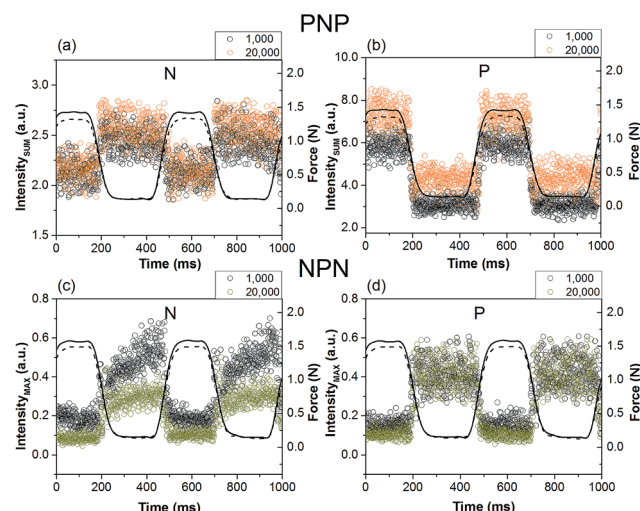 PNP
(a)
1,000
20,000
N
3.0
2.5
2.0
1.5
Intensity_SUM (a.u.)
2.0
1.5
1.0
0.5
0.0
Force (N)
0 200 400 600 800 1000
Time (ms)
(b)
1,000
20,000
P
10.0
8.0
6.0
4.0
2.0
Intensity_SUM (a.u.)
2.0
1.5
1.0
0.5
0.0
Force (N)
0 200 400 600 800 1000
Time (ms)
NPN
(c)
1,000
20,000
N
0.8
0.6
0.4
0.2
0.0
Intensity_MAX (a.u.)
2.0
1.5
1.0
0.5
0.0
Force (N)
0 200 400 600 800 1000
Time (ms)
(d)
1,000
20,000
P
0.8
0.6
0.4
0.2
0.0
Intensity_MAX (a.u.)
2.0
1.5
1.0
0.5
0.0
Force (N)
0 200 400 600 800 1000
Time (ms)